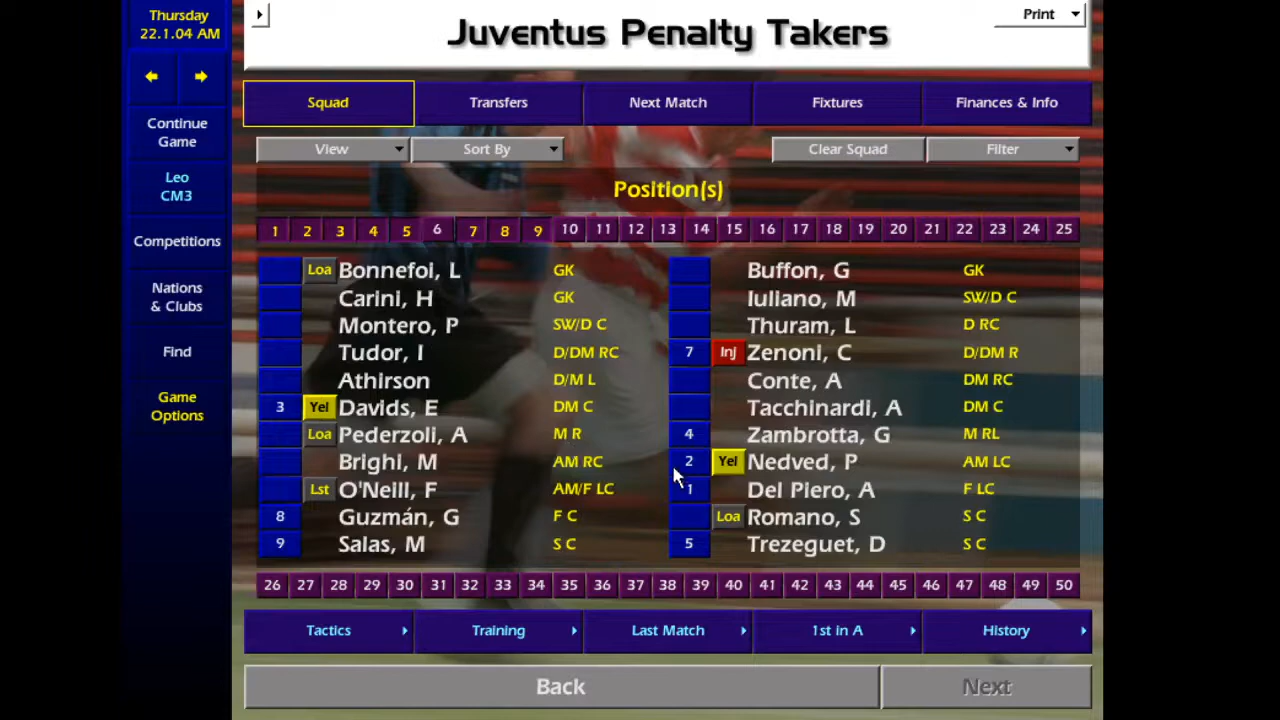 Thursday
22.1.04 AM
Juventus Penalty Takers
Print
Squad Transfers Next Match Fixtures Finances & Info
Continue
Game
View Sort By Clear Squad Filter
Leo
CM3
Position(s)
1 2 3 4 5 6 7 8 9 10 11 12 13 14 15 16 17 18 19 20 21 22 23 24 25
Competitions
Loa Bonnefoi, L GK Buffon, G GK
Nations
& Clubs
Carini, H GK Iuliano, M SW/D C
Montero, P SW/D C Thuram, L D RC
Find
Tudor, I D/DM RC 7 Inj Zenoni, C D/DM R
Athirson D/M L Conte, A DM RC
Game
Options
3 Yel Davids, E DM C Tacchinardi, A DM C
Loa Pederzoli, A M R 4 Zambrotta, G M RL
Brighi, M AM RC 2 Yel Nedved, P AM LC
Lst O'Neill, F AM/F LC 1 Del Piero, A F LC
8 Guzmán, G F C Loa Romano, S S C
9 Salas, M S C 5 Trezeguet, D S C
26 27 28 29 30 31 32 33 34 35 36 37 38 39 40 41 42 43 44 45 46 47 48 49 50
Tactics Training Last Match 1st in A History
Back Next